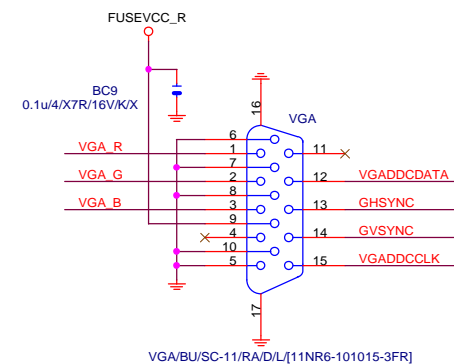 FUSEVCC_R
BC9
0.1u/4/X7R/16V/K/X
16
VGA
6
VGA_R 1 11
7
VGA_G 2 12 VGADDCDATA
8
VGA_B 3 13 GHSYNC
9
4 14 GVSYNC
10
5 15 VGADDCCLK
17
VGA/BU/SC-11/RA/D/L/[11NR6-101015-3FR]